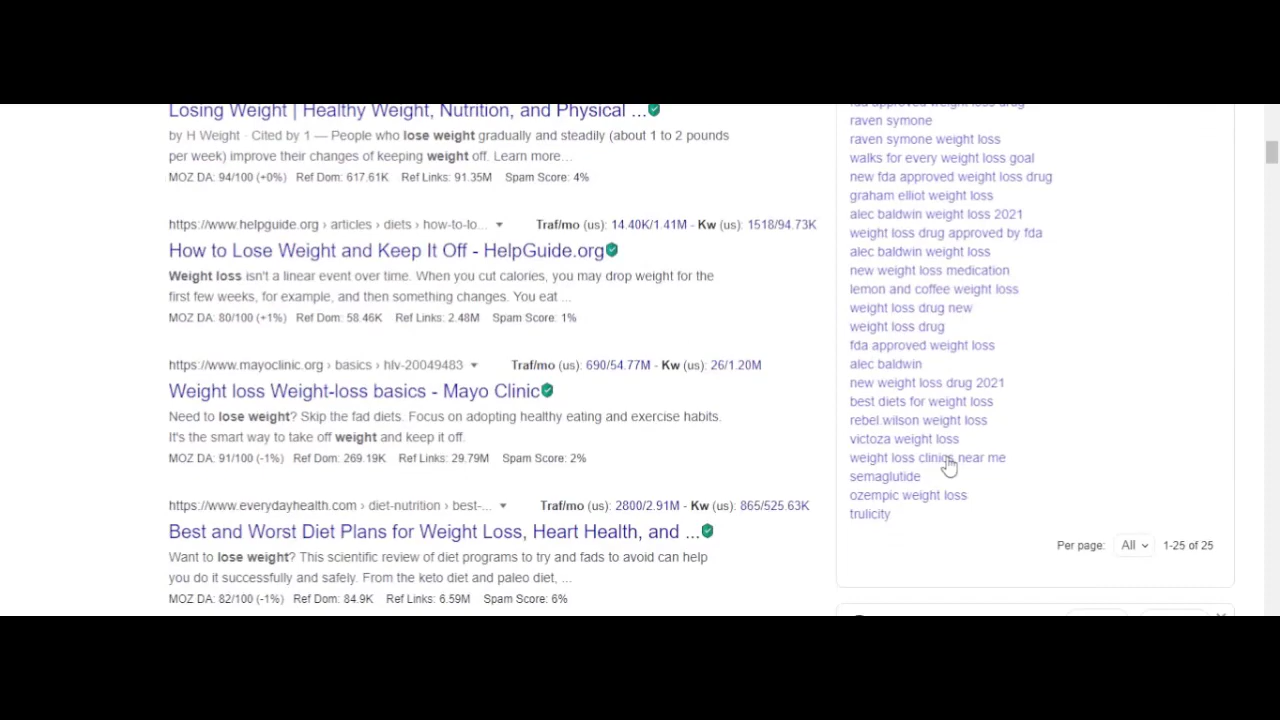 Losing Weight | Healthy Weight, Nutrition, and Physical ...
by H Weight · Cited by 1 — People who lose weight gradually and steadily (about 1 to 2 pounds
per week) improve their changes of keeping weight off. Learn more...
MOZ DA: 94/100 (+0%) Ref Dom: 617.61K Ref Links: 91.35M Spam Score: 4%
https://www.helpguide.org › articles › diets › how-to-lo... Traf/mo (us): 14.40K/1.41M - Kw (us): 1518/94.73K
How to Lose Weight and Keep It Off - HelpGuide.org
Weight loss isn't a linear event over time. When you cut calories, you may drop weight for the
first few weeks, for example, and then something changes. You eat ...
MOZ DA: 80/100 (+1%) Ref Dom: 58.46K Ref Links: 2.48M Spam Score: 1%
https://www.mayoclinic.org › basics › hlv-20049483 Traf/mo (us): 690/54.77M - Kw (us): 26/1.20M
Weight loss Weight-loss basics - Mayo Clinic
Need to lose weight? Skip the fad diets. Focus on adopting healthy eating and exercise habits.
It's the smart way to take off weight and keep it off.
MOZ DA: 91/100 (-1%) Ref Dom: 269.19K Ref Links: 29.79M Spam Score: 2%
https://www.everydayhealth.com › diet-nutrition › best-... Traf/mo (us): 2800/2.91M - Kw (us): 865/525.63K
Best and Worst Diet Plans for Weight Loss, Heart Health, and ...
Want to lose weight? This scientific review of diet programs to try and fads to avoid can help
you do it successfully and safely. From the keto diet and paleo diet, ...
MOZ DA: 82/100 (-1%) Ref Dom: 84.9K Ref Links: 6.59M Spam Score: 6%
fda approved weight loss drug
raven symone
raven symone weight loss
walks for every weight loss goal
new fda approved weight loss drug
graham elliot weight loss
alec baldwin weight loss 2021
weight loss drug approved by fda
alec baldwin weight loss
new weight loss medication
lemon and coffee weight loss
weight loss drug new
weight loss drug
fda approved weight loss
alec baldwin
new weight loss drug 2021
best diets for weight loss
rebel wilson weight loss
victoza weight loss
weight loss clinics near me
semaglutide
ozempic weight loss
trulicity
Per page: All 1-25 of 25